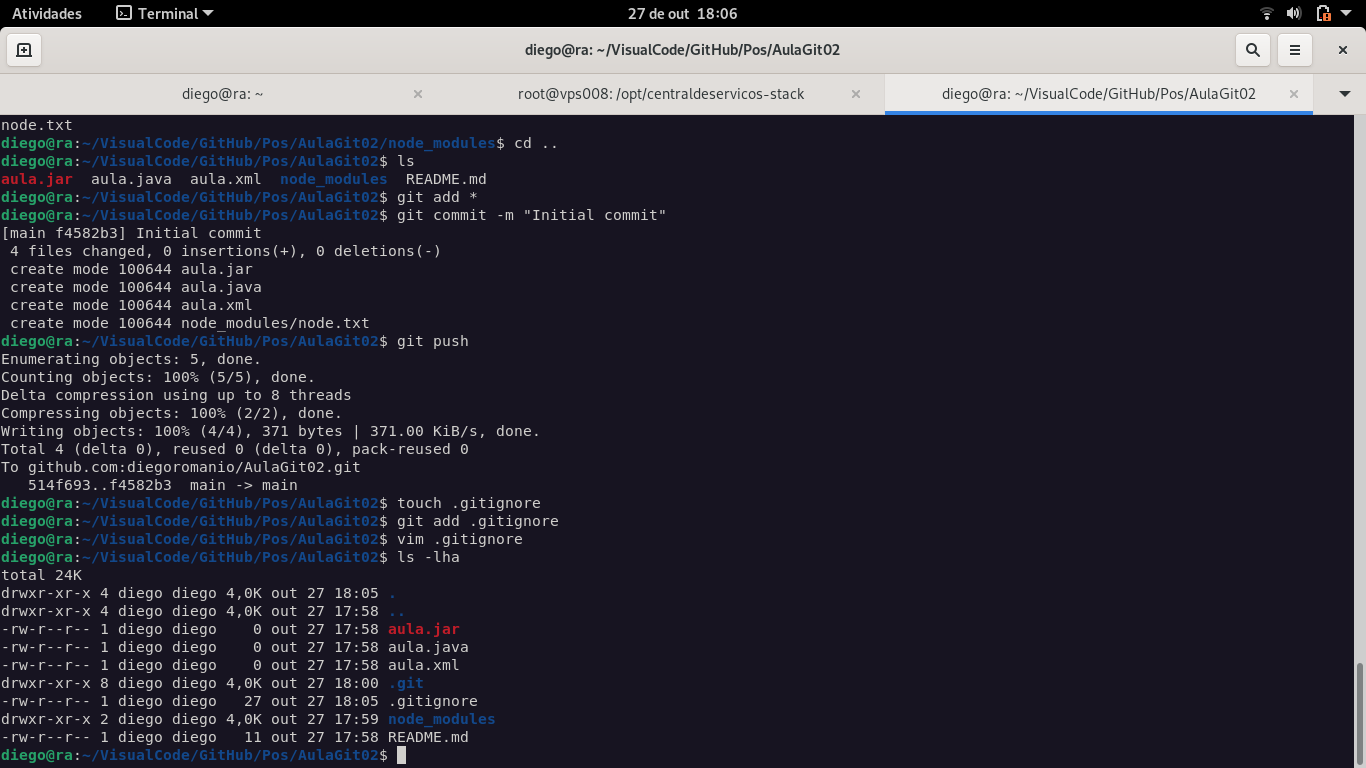 Atividades Terminal 27 de out 18:06
diego@ra: ~/VisualCode/GitHub/Pos/AulaGit02
diego@ra: ~ root@vps008: /opt/centraldeservicos-stack diego@ra: ~/VisualCode/GitHub/Pos/AulaGit02
node.txt
diego@ra:~/VisualCode/GitHub/Pos/AulaGit02/node_modules$ cd ..
diego@ra:~/VisualCode/GitHub/Pos/AulaGit02$ ls
aula.jar  aula.java  aula.xml  node_modules  README.md
diego@ra:~/VisualCode/GitHub/Pos/AulaGit02$ git add *
diego@ra:~/VisualCode/GitHub/Pos/AulaGit02$ git commit -m "Initial commit"
[main f4582b3] Initial commit
 4 files changed, 0 insertions(+), 0 deletions(-)
 create mode 100644 aula.jar
 create mode 100644 aula.java
 create mode 100644 aula.xml
 create mode 100644 node_modules/node.txt
diego@ra:~/VisualCode/GitHub/Pos/AulaGit02$ git push
Enumerating objects: 5, done.
Counting objects: 100% (5/5), done.
Delta compression using up to 8 threads
Compressing objects: 100% (2/2), done.
Writing objects: 100% (4/4), 371 bytes | 371.00 KiB/s, done.
Total 4 (delta 0), reused 0 (delta 0), pack-reused 0
To github.com:diegoromanio/AulaGit02.git
   514f693..f4582b3  main -> main
diego@ra:~/VisualCode/GitHub/Pos/AulaGit02$ touch .gitignore
diego@ra:~/VisualCode/GitHub/Pos/AulaGit02$ git add .gitignore
diego@ra:~/VisualCode/GitHub/Pos/AulaGit02$ vim .gitignore
diego@ra:~/VisualCode/GitHub/Pos/AulaGit02$ ls -lha
total 24K
drwxr-xr-x 4 diego diego 4,0K out 27 18:05 .
drwxr-xr-x 4 diego diego 4,0K out 27 17:58 ..
-rw-r--r-- 1 diego diego    0 out 27 17:58 aula.jar
-rw-r--r-- 1 diego diego    0 out 27 17:58 aula.java
-rw-r--r-- 1 diego diego    0 out 27 17:58 aula.xml
drwxr-xr-x 8 diego diego 4,0K out 27 18:00 .git
-rw-r--r-- 1 diego diego   27 out 27 18:05 .gitignore
drwxr-xr-x 2 diego diego 4,0K out 27 17:59 node_modules
-rw-r--r-- 1 diego diego   11 out 27 17:58 README.md
diego@ra:~/VisualCode/GitHub/Pos/AulaGit02$